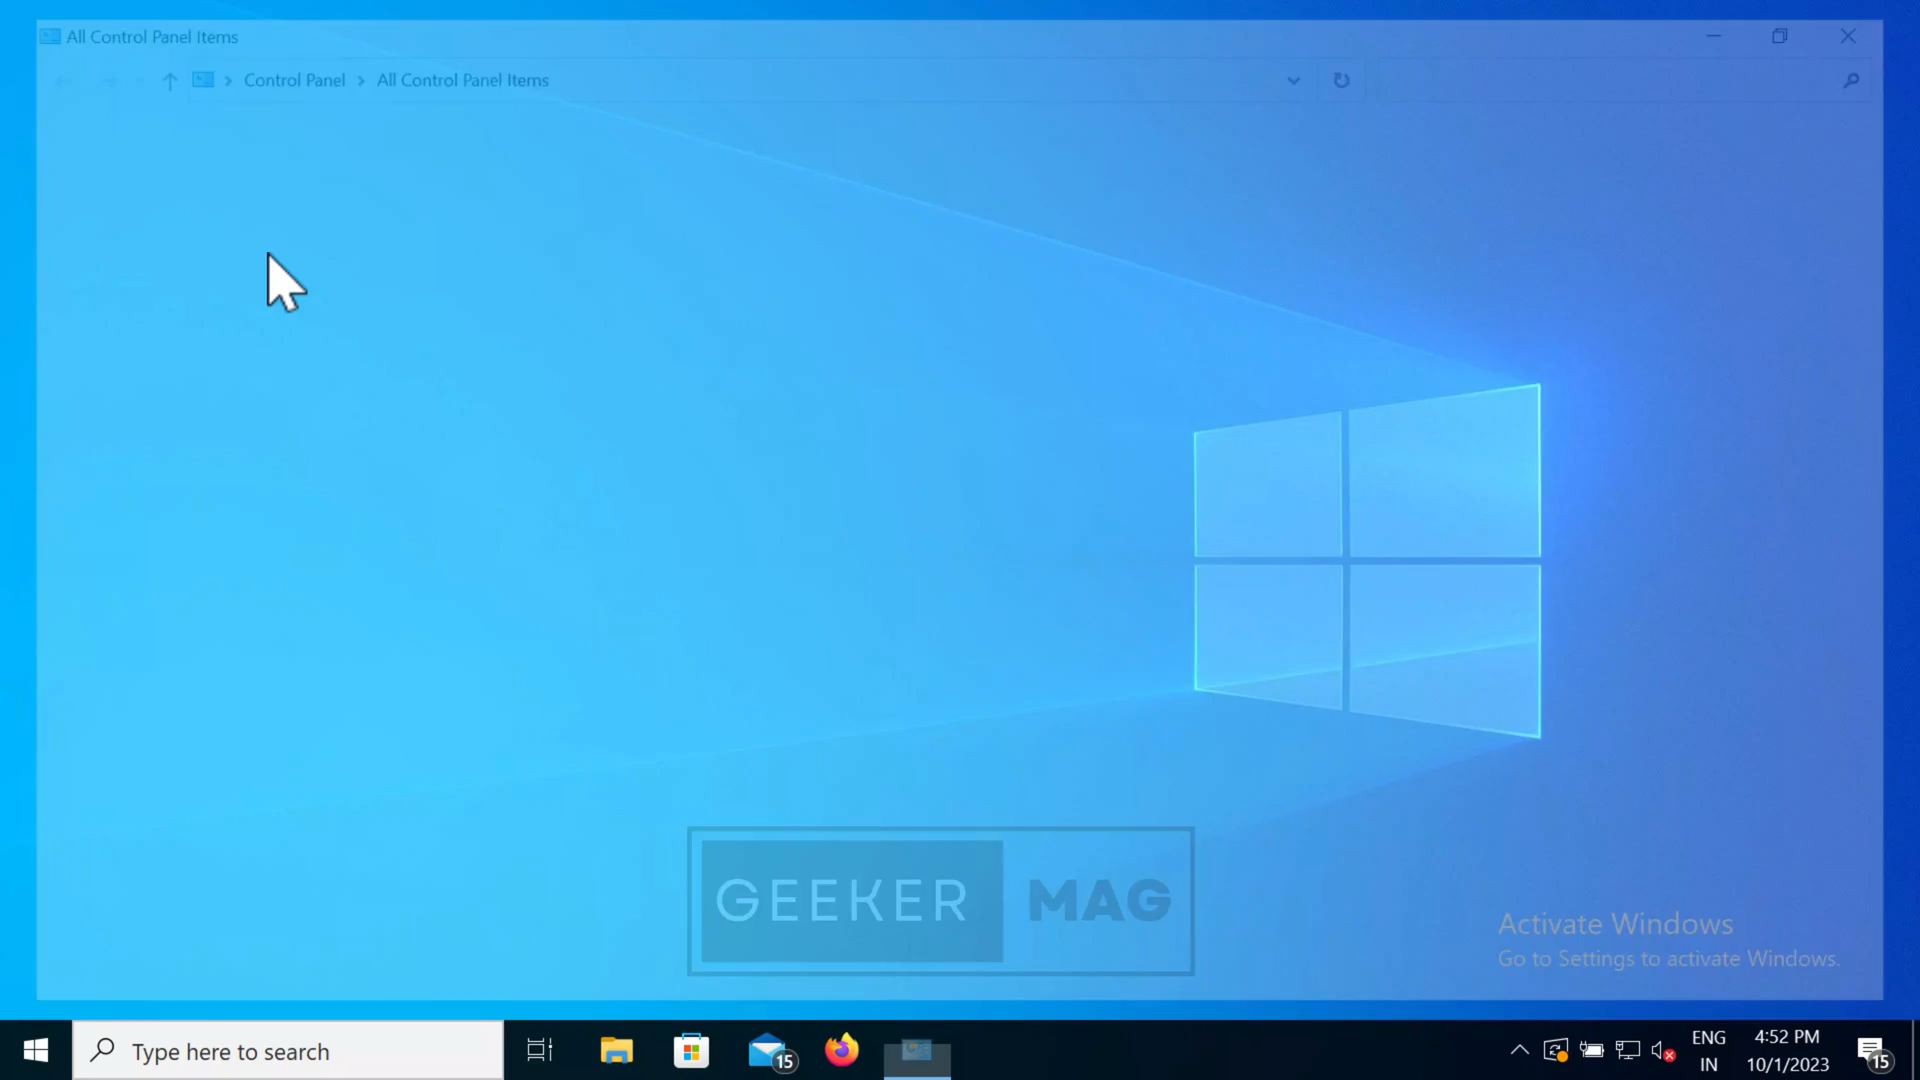 All Control Panel Items
Control Panel > All Control Panel Items
GEEKER MAG
Activate Windows
Go to Settings to activate Windows.
Type here to search
15
ENG
IN
4:52 PM
10/1/2023
15